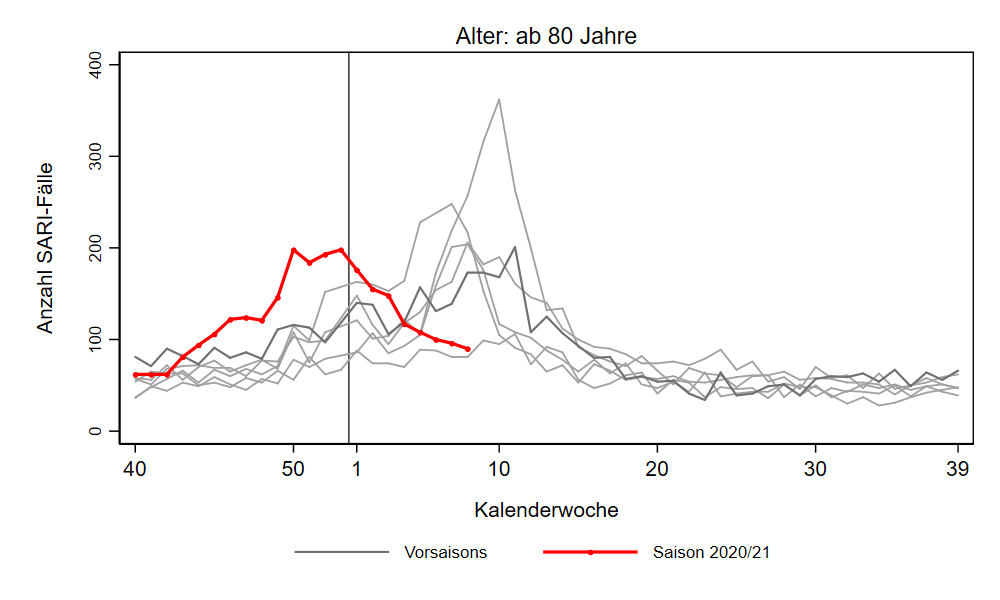 Alter: ab 80 Jahre
Anzahl SARI-Fälle
400
300
200
100
0
40 50 1 10 20 30 39
Kalenderwoche
Vorsaisons Saison 2020/21